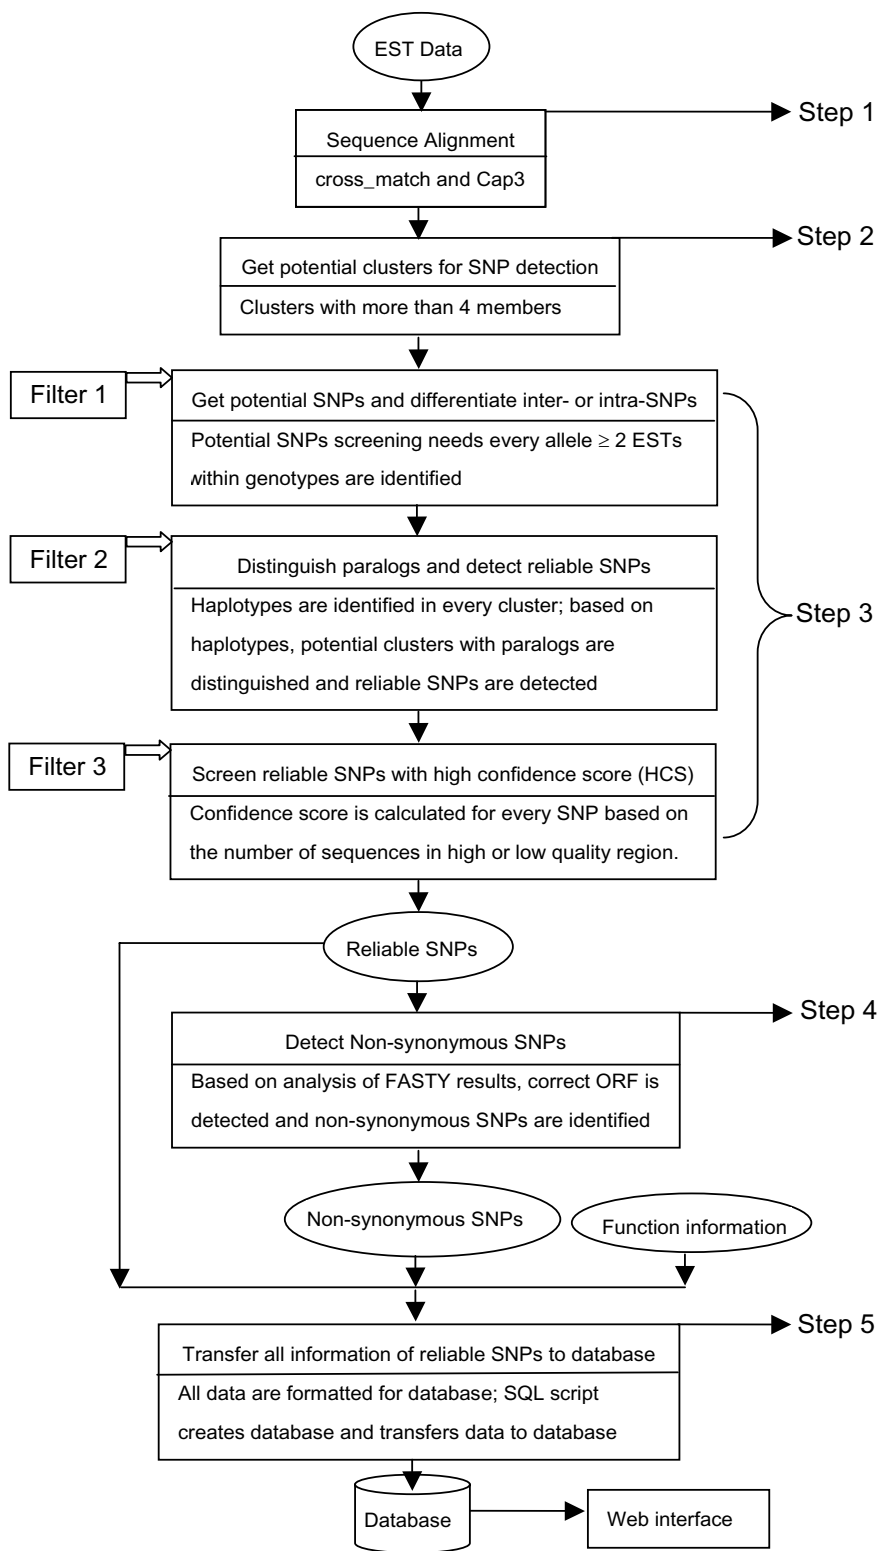 EST Data
Step 1
Sequence Alignment
cross_match and Cap3
Step 2
Get potential clusters for SNP detection
Clusters with more than 4 members
Filter 1
Get potential SNPs and differentiate inter- or intra-SNPs
Potential SNPs screening needs every allele ≥ 2 ESTs
within genotypes are identified
Filter 2
Distinguish paralogs and detect reliable SNPs
Haplotypes are identified in every cluster; based on
haplotypes, potential clusters with paralogs are
distinguished and reliable SNPs are detected
Step 3
Filter 3
Screen reliable SNPs with high confidence score (HCS)
Confidence score is calculated for every SNP based on
the number of sequences in high or low quality region.
Reliable SNPs
Step 4
Detect Non-synonymous SNPs
Based on analysis of FASTY results, correct ORF is
detected and non-synonymous SNPs are identified
Non-synonymous SNPs
Function information
Step 5
Transfer all information of reliable SNPs to database
All data are formatted for database; SQL script
creates database and transfers data to database
Database
Web interface